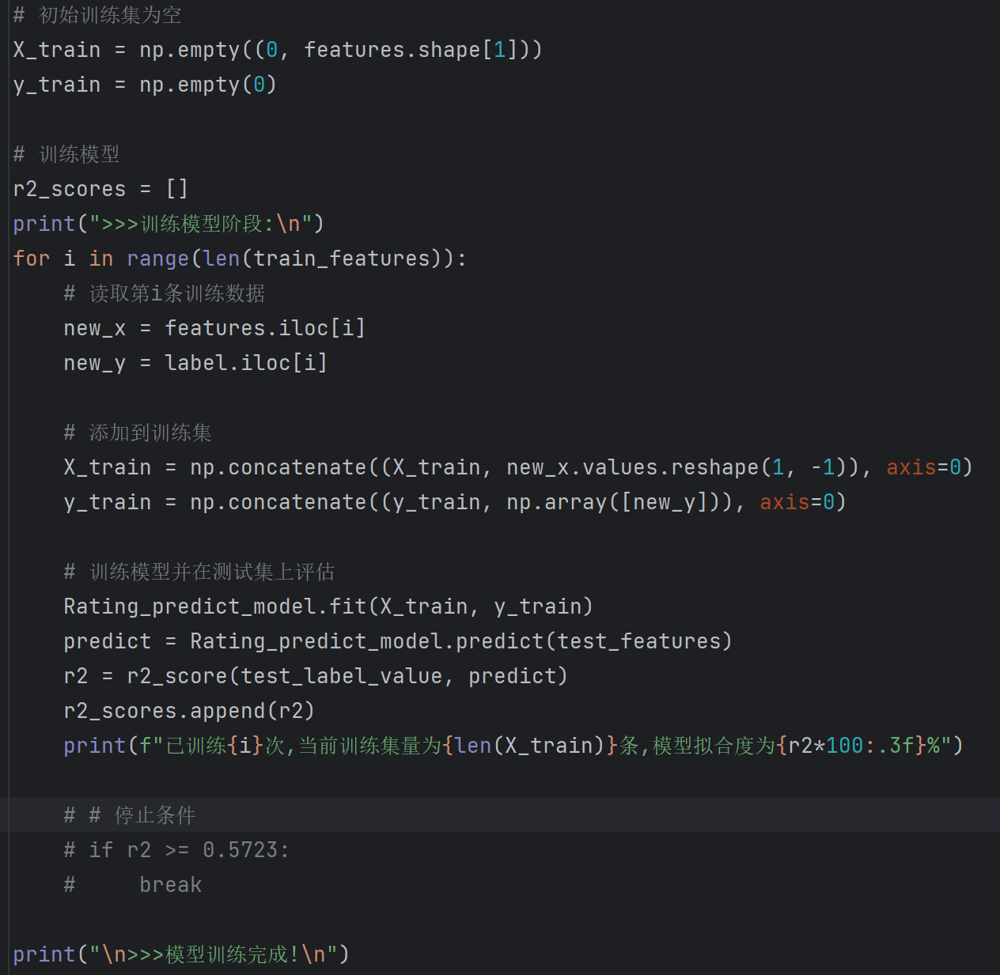 # 初始训练集为空
X_train = np.empty((0, features.shape[1]))
y_train = np.empty(0)
# 训练模型
r2_scores = []
print(">>>训练模型阶段:\n")
for i in range(len(train_features)):
    # 读取第i条训练数据
    new_x = features.iloc[i]
    new_y = label.iloc[i]
    # 添加到训练集
    X_train = np.concatenate((X_train, new_x.values.reshape(1, -1)), axis=0)
    y_train = np.concatenate((y_train, np.array([new_y])), axis=0)
    # 训练模型并在测试集上评估
    Rating_predict_model.fit(X_train, y_train)
    predict = Rating_predict_model.predict(test_features)
    r2 = r2_score(test_label_value, predict)
    r2_scores.append(r2)
    print(f"已训练{i}次,当前训练集量为{len(X_train)}条,模型拟合度为{r2*100:.3f}%")
    # # 停止条件
    # if r2 >= 0.5723:
    #     break
print("\n>>>模型训练完成!\n")